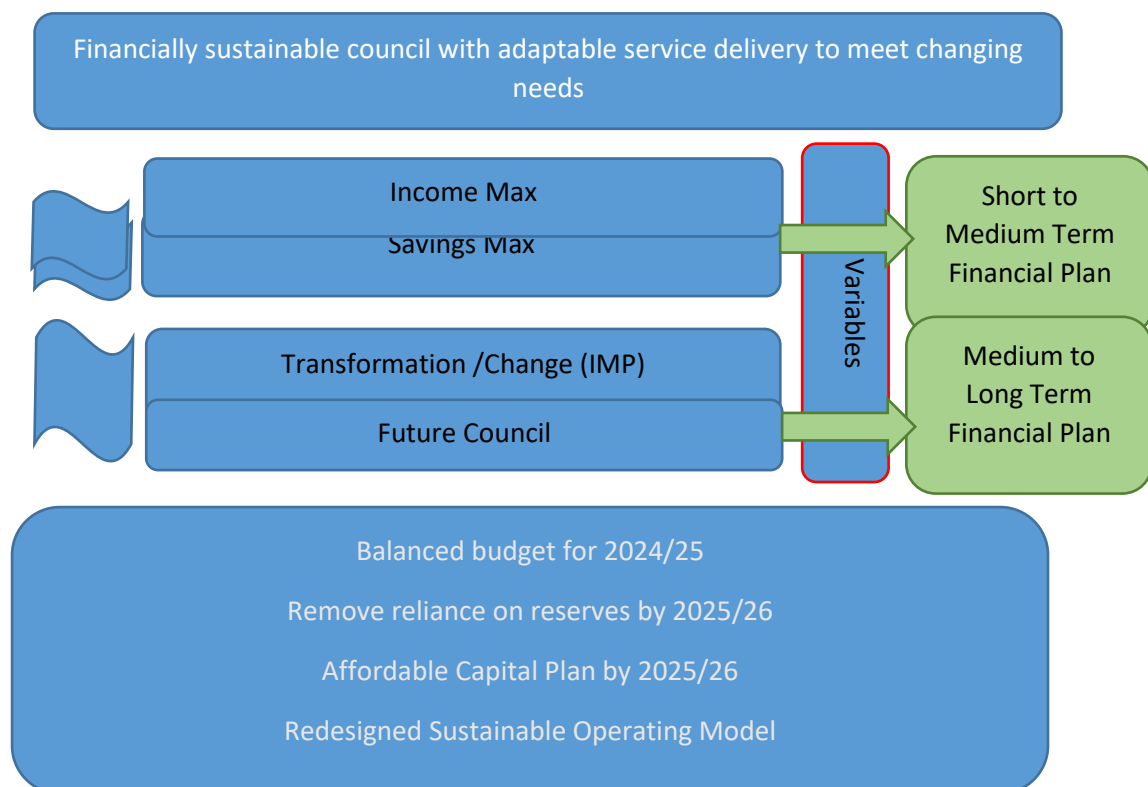 Financially sustainable council with adaptable service delivery to meet changing
needs
Income Max
Savings Max
Variables
Short to
Medium Term
Financial Plan
Transformation /Change (IMP)
Future Council
Medium to
Long Term
Financial Plan
Balanced budget for 2024/25
Remove reliance on reserves by 2025/26
Affordable Capital Plan by 2025/26
Redesigned Sustainable Operating Model